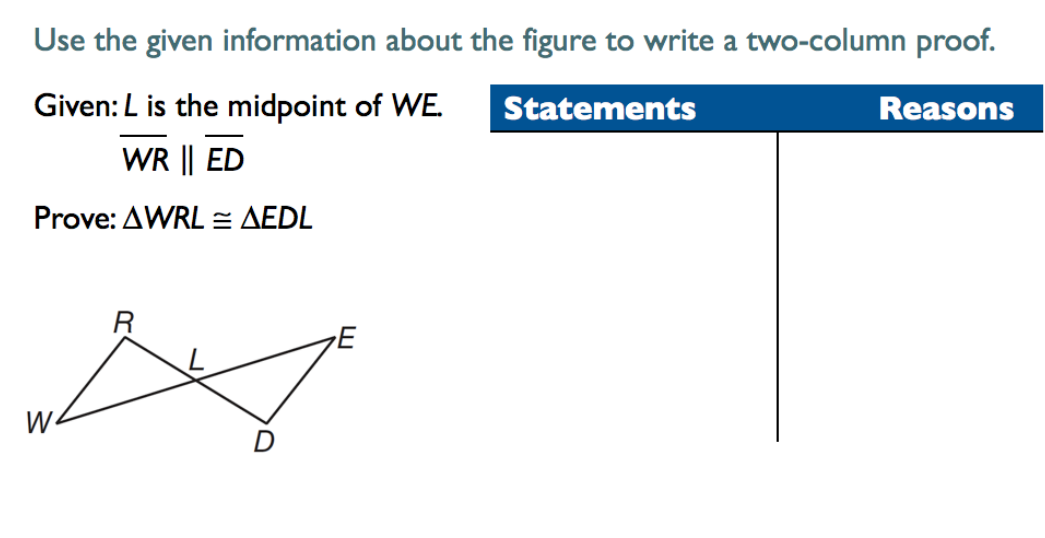 Use the given information about the figure to write a two-column proof.
Given: L is the midpoint of WE.
WR || ED
Prove: ΔWRL ≅ ΔEDL
Statements Reasons
R
E
L
W
D